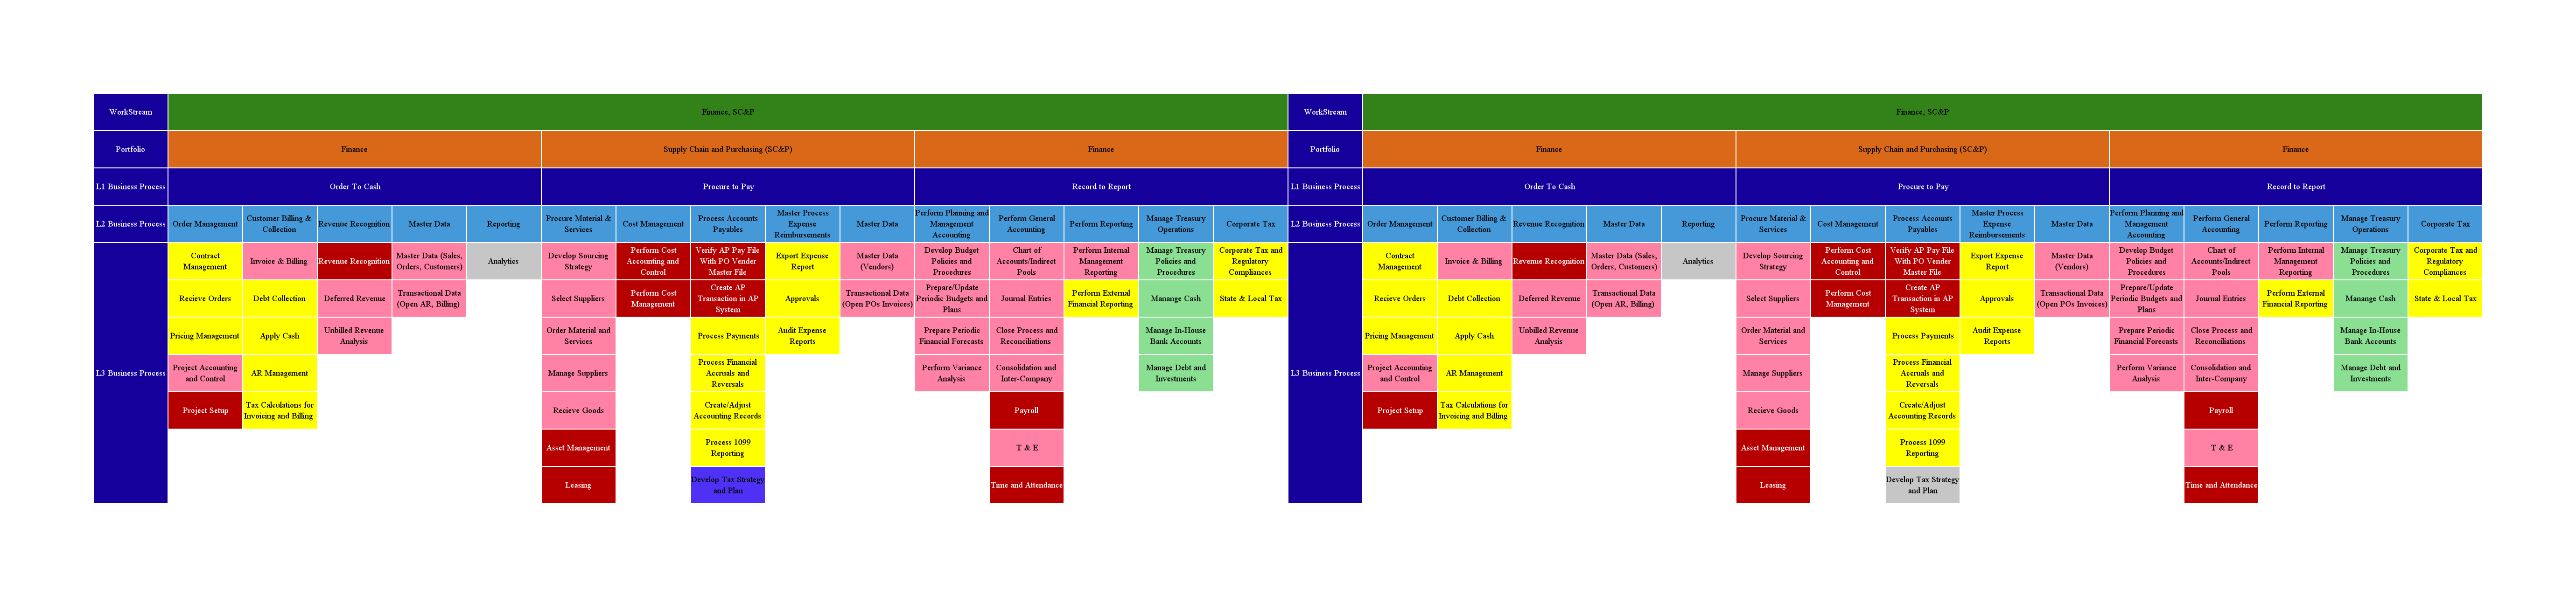 WorkStream
Finance, SC&P
WorkStream
Finance, SC&P
Portfolio
Finance
Supply Chain and Purchasing (SC&P)
Finance
Portfolio
Finance
Supply Chain and Purchasing (SC&P)
Finance
L1 Business Process
Order To Cash
Procure to Pay
Record to Report
L1 Business Process
Order To Cash
Procure to Pay
Record to Report
L2 Business Process
Order Management
Customer Billing &
Collection
Revenue Recognition
Master Data
Reporting
Procure Material &
Services
Cost Management
Process Accounts
Payables
Master Process
Expense
Reimbursements
Master Data
Perform Planning and
Management
Accounting
Perform General
Accounting
Perform Reporting
Manage Treasury
Operations
Corporate Tax
L2 Business Process
Order Management
Customer Billing &
Collection
Revenue Recognition
Master Data
Reporting
Procure Material &
Services
Cost Management
Process Accounts
Payables
Master Process
Expense
Reimbursements
Master Data
Perform Planning and
Management
Accounting
Perform General
Accounting
Perform Reporting
Manage Treasury
Operations
Corporate Tax
L3 Business Process
Contract
Management
Recieve Orders
Pricing Management
Project Accounting
and Control
Project Setup
Invoice & Billing
Debt Collection
Apply Cash
AR Management
Tax Calculations for
Invoicing and Billing
Revenue Recognition
Deferred Revenue
Unbilled Revenue
Analysis
Master Data (Sales,
Orders, Customers)
Transactional Data
(Open AR, Billing)
Analytics
Develop Sourcing
Strategy
Select Suppliers
Order Material and
Services
Manage Suppliers
Recieve Goods
Asset Management
Leasing
Perform Cost
Accounting and
Control
Perform Cost
Management
Verify AP Pay File
With PO Vender
Master File
Create AP
Transaction in AP
System
Process Payments
Process Financial
Accruals and
Reversals
Create/Adjust
Accounting Records
Process 1099
Reporting
Develop Tax Strategy
and Plan
Export Expense
Report
Approvals
Audit Expense
Reports
Master Data
(Vendors)
Transactional Data
(Open POs Invoices)
Develop Budget
Policies and
Procedures
Prepare/Update
Periodic Budgets and
Plans
Prepare Periodic
Financial Forecasts
Perform Variance
Analysis
Chart of
Accounts/Indirect
Pools
Journal Entries
Close Process and
Reconciliations
Consolidation and
Inter-Company
Payroll
T & E
Time and Attendance
Perform Internal
Management
Reporting
Perform External
Financial Reporting
Manage Treasury
Policies and
Procedures
Manange Cash
Manage In-House
Bank Accounts
Manage Debt and
Investments
Corporate Tax and
Regulatory
Compliances
State & Local Tax
L3 Business Process
Contract
Management
Recieve Orders
Pricing Management
Project Accounting
and Control
Project Setup
Invoice & Billing
Debt Collection
Apply Cash
AR Management
Tax Calculations for
Invoicing and Billing
Revenue Recognition
Deferred Revenue
Unbilled Revenue
Analysis
Master Data (Sales,
Orders, Customers)
Transactional Data
(Open AR, Billing)
Analytics
Develop Sourcing
Strategy
Select Suppliers
Order Material and
Services
Manage Suppliers
Recieve Goods
Asset Management
Leasing
Perform Cost
Accounting and
Control
Perform Cost
Management
Verify AP Pay File
With PO Vender
Master File
Create AP
Transaction in AP
System
Process Payments
Process Financial
Accruals and
Reversals
Create/Adjust
Accounting Records
Process 1099
Reporting
Develop Tax Strategy
and Plan
Export Expense
Report
Approvals
Audit Expense
Reports
Master Data
(Vendors)
Transactional Data
(Open POs Invoices)
Develop Budget
Policies and
Procedures
Prepare/Update
Periodic Budgets and
Plans
Prepare Periodic
Financial Forecasts
Perform Variance
Analysis
Chart of
Accounts/Indirect
Pools
Journal Entries
Close Process and
Reconciliations
Consolidation and
Inter-Company
Payroll
T & E
Time and Attendance
Perform Internal
Management
Reporting
Perform External
Financial Reporting
Manage Treasury
Policies and
Procedures
Manange Cash
Manage In-House
Bank Accounts
Manage Debt and
Investments
Corporate Tax and
Regulatory
Compliances
State & Local Tax